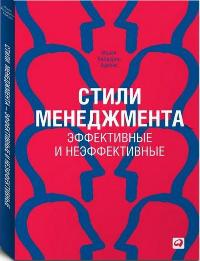 Ицхак
Калдерон
Адизес
СТИЛИ
МЕНЕДЖМЕНТА
ЭФФЕКТИВНЫЕ
И НЕЭФФЕКТИВНЫЕ
СТИЛИ МЕНЕДЖМЕНТА – ЭФФЕКТИВНЫЕ И НЕЭФФЕКТИВНЫЕ